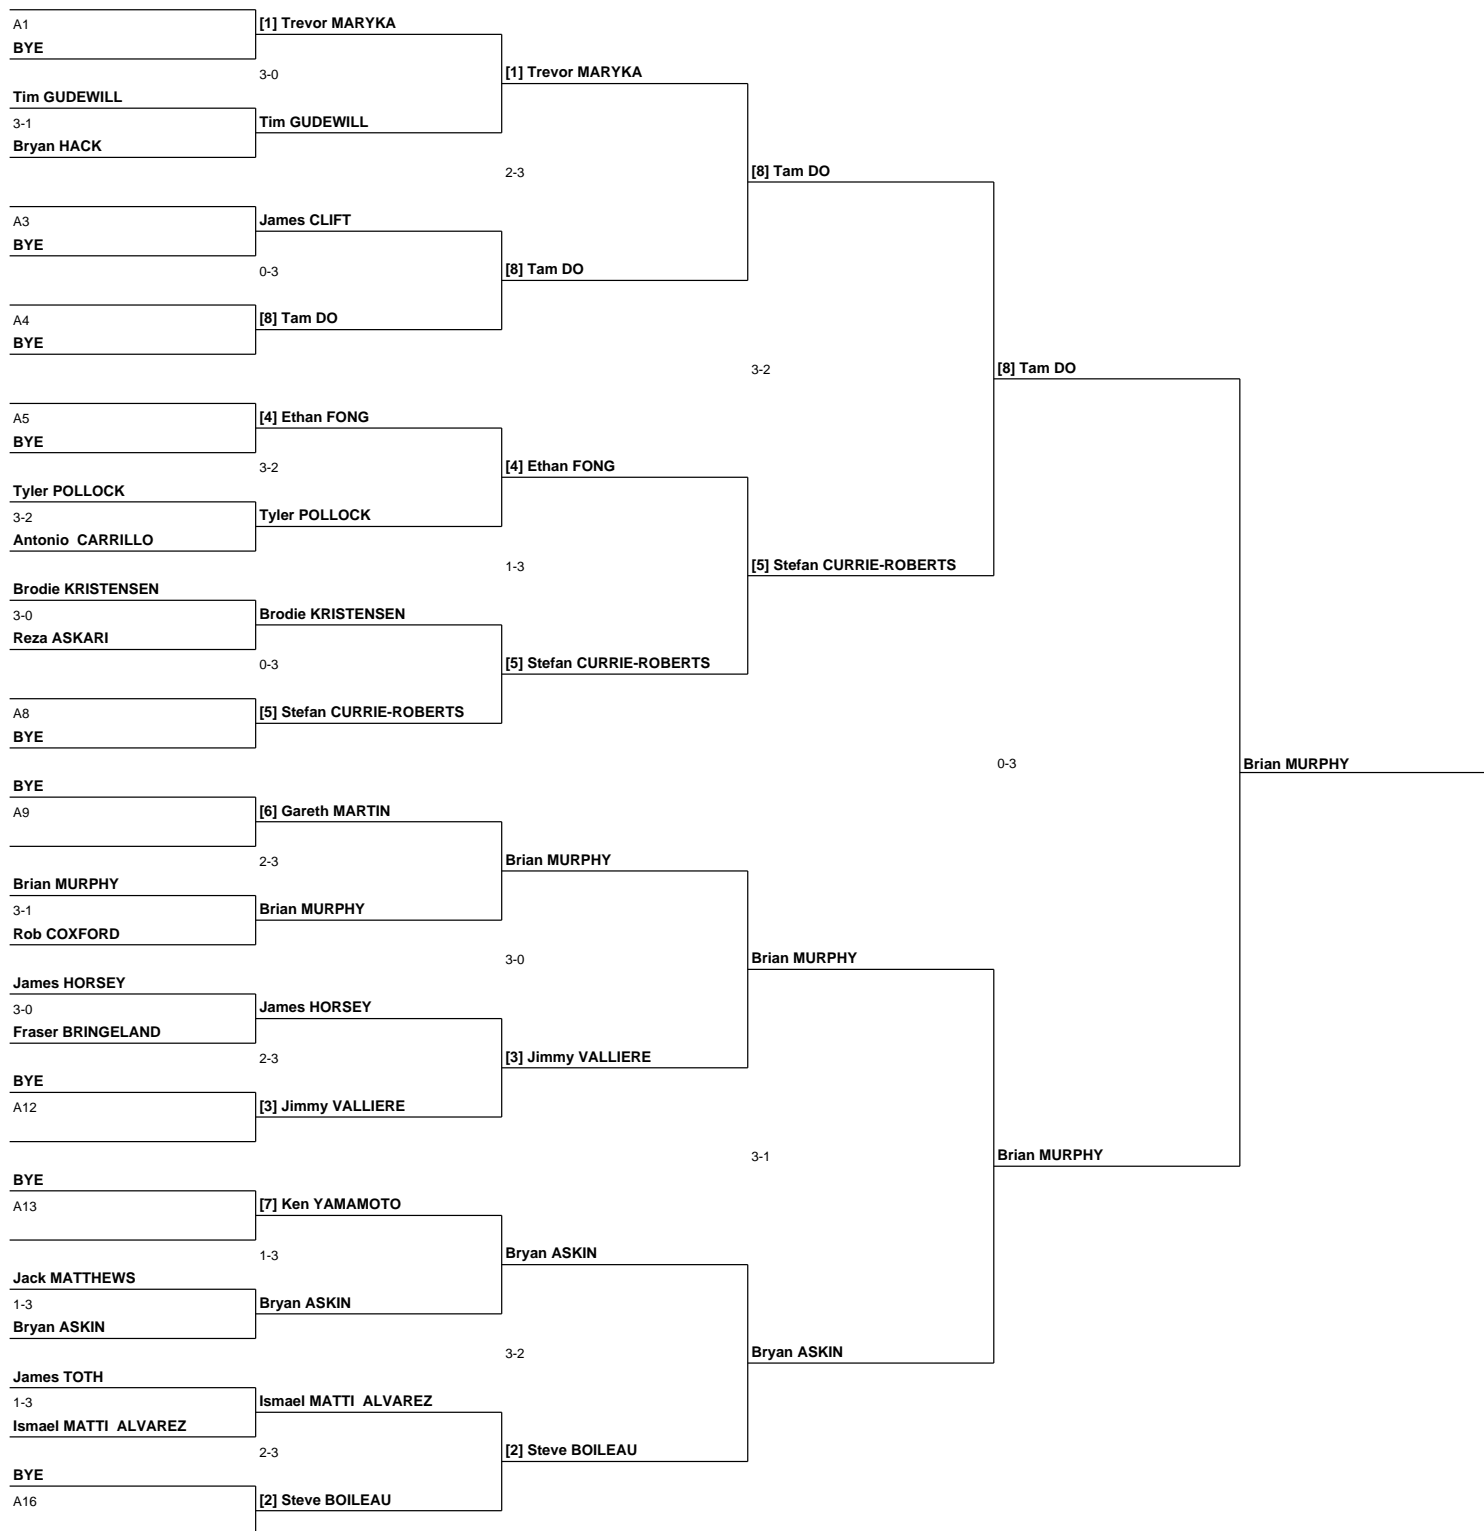 A1
BYE
[1] Trevor MARYKA
3-0
[1] Trevor MARYKA
Tim GUDEWILL
3-1
Bryan HACK
Tim GUDEWILL
2-3
[8] Tam DO
A3
BYE
James CLIFT
0-3
[8] Tam DO
A4
BYE
[8] Tam DO
3-2
[8] Tam DO
A5
BYE
[4] Ethan FONG
3-2
[4] Ethan FONG
Tyler POLLOCK
3-2
Antonio  CARRILLO
Tyler POLLOCK
1-3
[5] Stefan CURRIE-ROBERTS
Brodie KRISTENSEN
3-0
Reza ASKARI
Brodie KRISTENSEN
0-3
[5] Stefan CURRIE-ROBERTS
A8
BYE
[5] Stefan CURRIE-ROBERTS
0-3
Brian MURPHY
BYE
A9
[6] Gareth MARTIN
2-3
Brian MURPHY
Brian MURPHY
3-1
Rob COXFORD
Brian MURPHY
3-0
Brian MURPHY
James HORSEY
3-0
Fraser BRINGELAND
James HORSEY
2-3
[3] Jimmy VALLIERE
BYE
A12
[3] Jimmy VALLIERE
3-1
Brian MURPHY
BYE
A13
[7] Ken YAMAMOTO
1-3
Bryan ASKIN
Jack MATTHEWS
1-3
Bryan ASKIN
Bryan ASKIN
3-2
Bryan ASKIN
James TOTH
1-3
Ismael MATTI  ALVAREZ
Ismael MATTI  ALVAREZ
2-3
[2] Steve BOILEAU
BYE
A16
[2] Steve BOILEAU